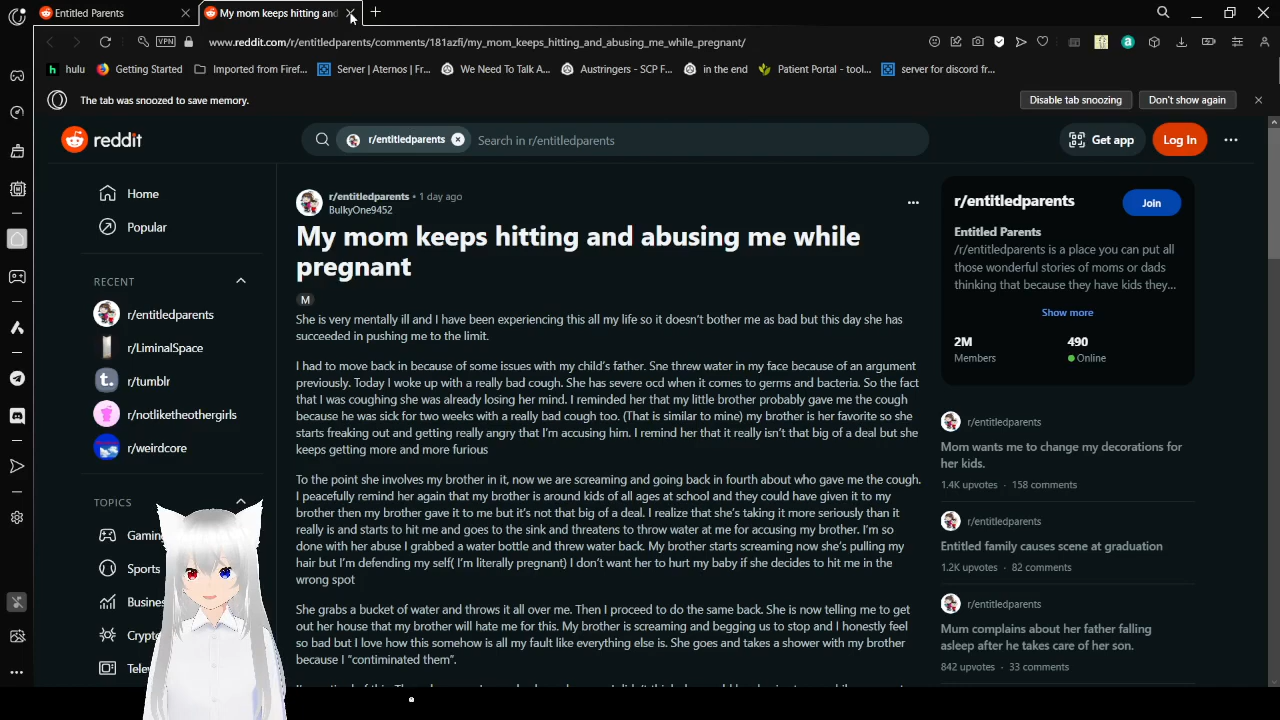 Entitled Parents
My mom keeps hitting and
VPN
www.reddit.com/r/entitledparents/comments/181azfi/my_mom_keeps_hitting_and_abusing_me_while_pregnant/
hulu
Getting Started
Imported from Firef...
Server | Aternos | Fr...
We Need To Talk A...
Austringers - SCP F...
in the end
Patient Portal - tool...
server for discord fr...
The tab was snoozed to save memory.
Disable tab snoozing
Don't show again
reddit
r/entitledparents
Search in r/entitledparents
Get app
Log In
Home
Popular
RECENT
r/entitledparents
r/LiminalSpace
r/tumblr
r/notliketheothergirls
r/weirdcore
TOPICS
Gamin
Sports
Busine
Crypt
Telev
r/entitledparents • 1 day ago
BulkyOne9452
My mom keeps hitting and abusing me while
pregnant
M
She is very mentally ill and I have been experiencing this all my life so it doesn't bother me as bad but this day she has
succeeded in pushing me to the limit.
I had to move back in because of some issues with my child's father. Sne threw water in my face because of an argument
previously. Today I woke up with a really bad cough. She has severe ocd when it comes to germs and bacteria. So the fact
that I was coughing she was already losing her mind. I reminded her that my little brother probably gave me the cough
because he was sick for two weeks with a really bad cough too. (That is similar to mine) my brother is her favorite so she
starts freaking out and getting really angry that I'm accusing him. I remind her that it really isn't that big of a deal but she
keeps getting more and more furious
To the point she involves my brother in it, now we are screaming and going back in fourth about who gave me the cough.
I peacefully remind her again that my brother is around kids of all ages at school and they could have given it to my
brother then my brother gave it to me but it's not that big of a deal. I realize that she's taking it more seriously than it
really is and starts to hit me and goes to the sink and threatens to throw water at me for accusing my brother. I'm so
done with her abuse I grabbed a water bottle and threw water back. My brother starts screaming now she's pulling my
hair but I'm defending my self( I'm literally pregnant) I don't want her to hurt my baby if she decides to hit me in the
wrong spot
She grabs a bucket of water and throws it all over me. Then I proceed to do the same back. She is now telling me to get
out her house that my brother will hate me for this. My brother is screaming and begging us to stop and I honestly feel
so bad but I love how this somehow is all my fault like everything else is. She goes and takes a shower with my brother
because I "contiminated them".
r/entitledparents
Join
Entitled Parents
/r/entitledparents is a place you can put all
those wonderful stories of moms or dads
thinking that because they have kids they...
Show more
2M
490
Members
Online
r/entitledparents
Mom wants me to change my decorations for
her kids.
1.4K upvotes · 158 comments
r/entitledparents
Entitled family causes scene at graduation
1.2K upvotes · 82 comments
r/entitledparents
Mum complains about her father falling
asleep after he takes care of her son.
842 upvotes · 33 comments